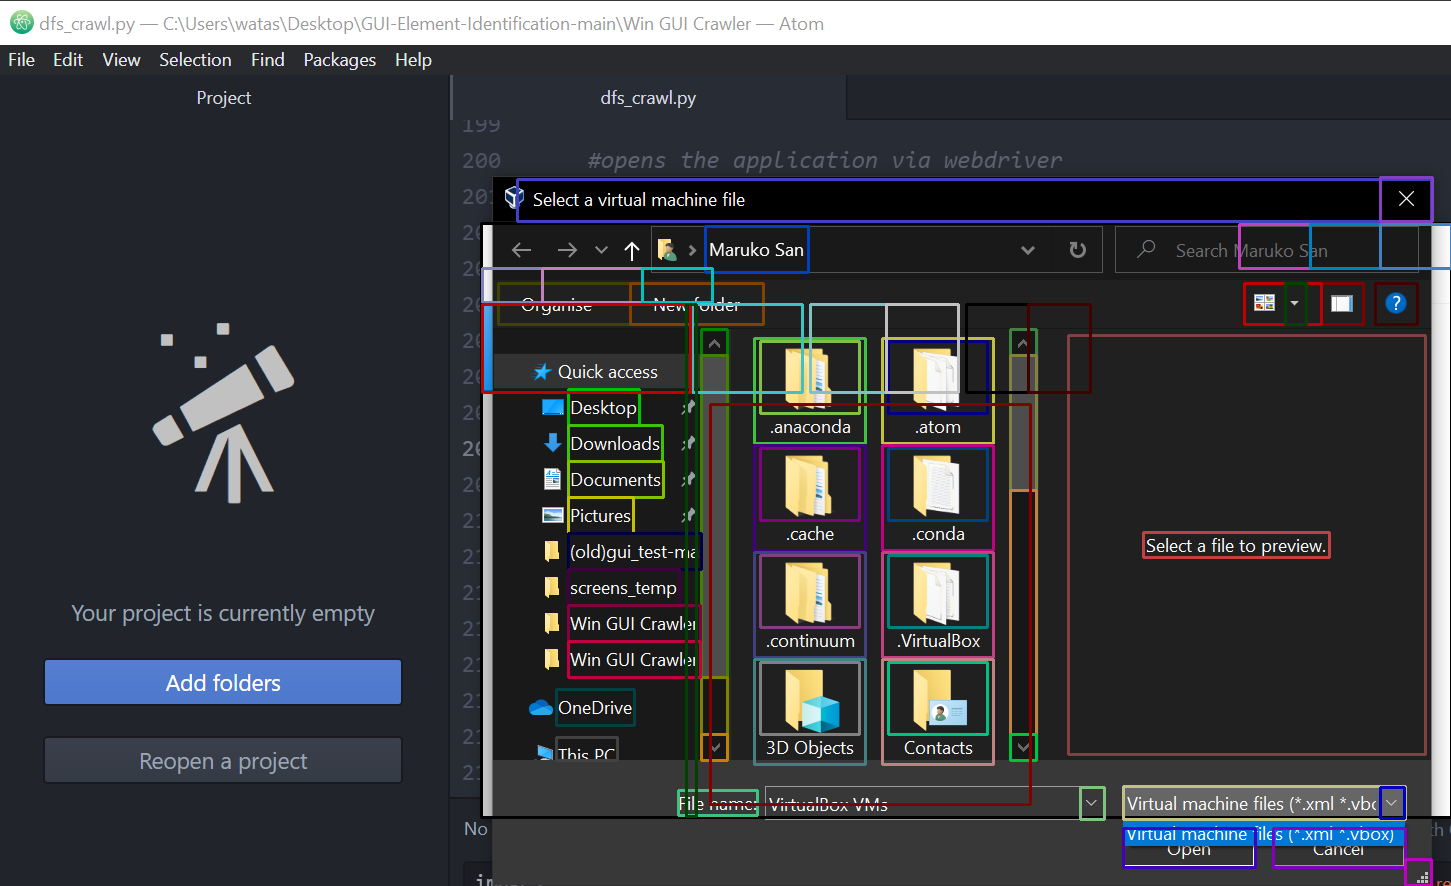 dfs_crawl.py — C:\Users\watas\Desktop\GUI-Element-Identification-main\Win GUI Crawler — Atom
File Edit View Selection Find Packages Help
Project
dfs_crawl.py
199
200 #opens the application via webdriver
Select a virtual machine file
Maruko San
Search Maruko San
Organise
New folder
Quick access
Desktop
Downloads
Documents
Pictures
(old)gui_test-ma
screens_temp
Win GUI Crawler
Win GUI Crawler
OneDrive
This PC
.anaconda
.atom
.cache
.conda
.continuum
.VirtualBox
3D Objects
Contacts
Select a file to preview.
Your project is currently empty
Add folders
Reopen a project
File name:
VirtualBox VMs
Virtual machine files (*.xml *.vbo
Virtual machine files (*.xml *.vbox)
Open
Cancel
No